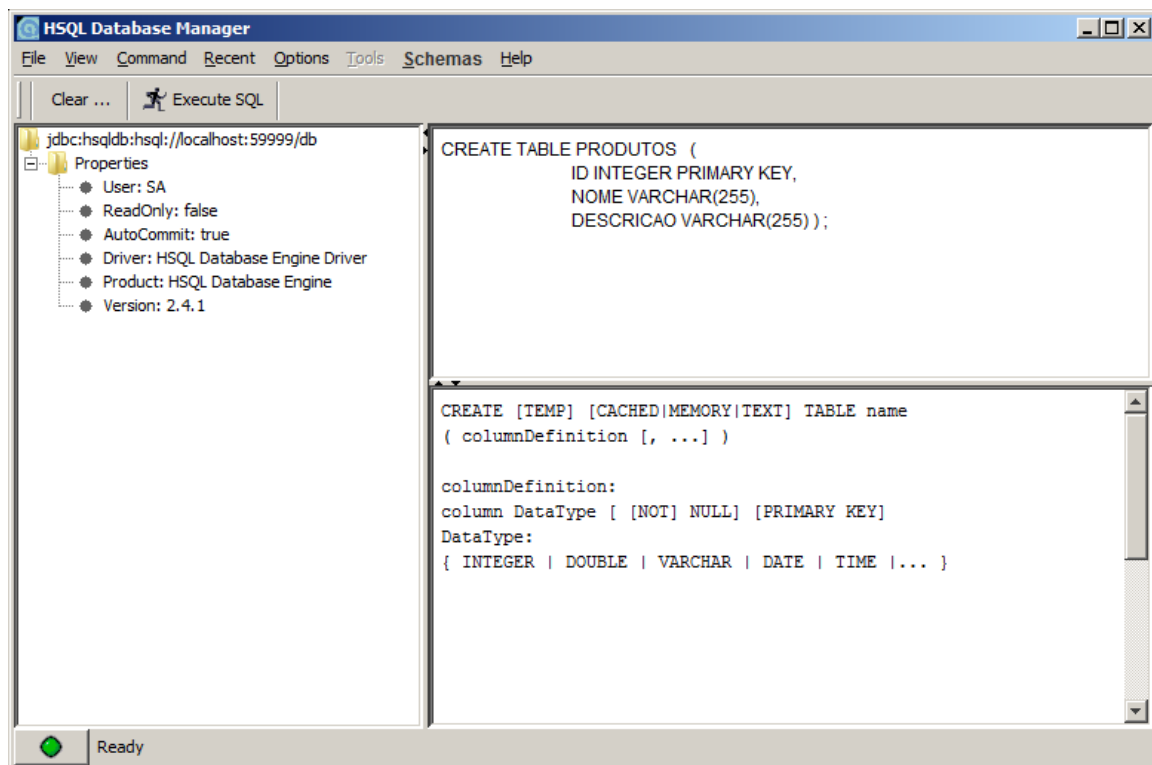 HSQL Database Manager
File View Command Recent Options Tools Schemas Help
Clear ... Execute SQL
jdbc:hsqldb:hsql://localhost:59999/db
Properties
User: SA
ReadOnly: false
AutoCommit: true
Driver: HSQL Database Engine Driver
Product: HSQL Database Engine
Version: 2.4.1
CREATE TABLE PRODUTOS (
ID INTEGER PRIMARY KEY,
NOME VARCHAR(255),
DESCRICAO VARCHAR(255) ) ;
CREATE [TEMP] [CACHED|MEMORY|TEXT] TABLE name
( columnDefinition [, ...] )
columnDefinition:
column DataType [ [NOT] NULL] [PRIMARY KEY]
DataType:
{ INTEGER | DOUBLE | VARCHAR | DATE | TIME |... }
Ready